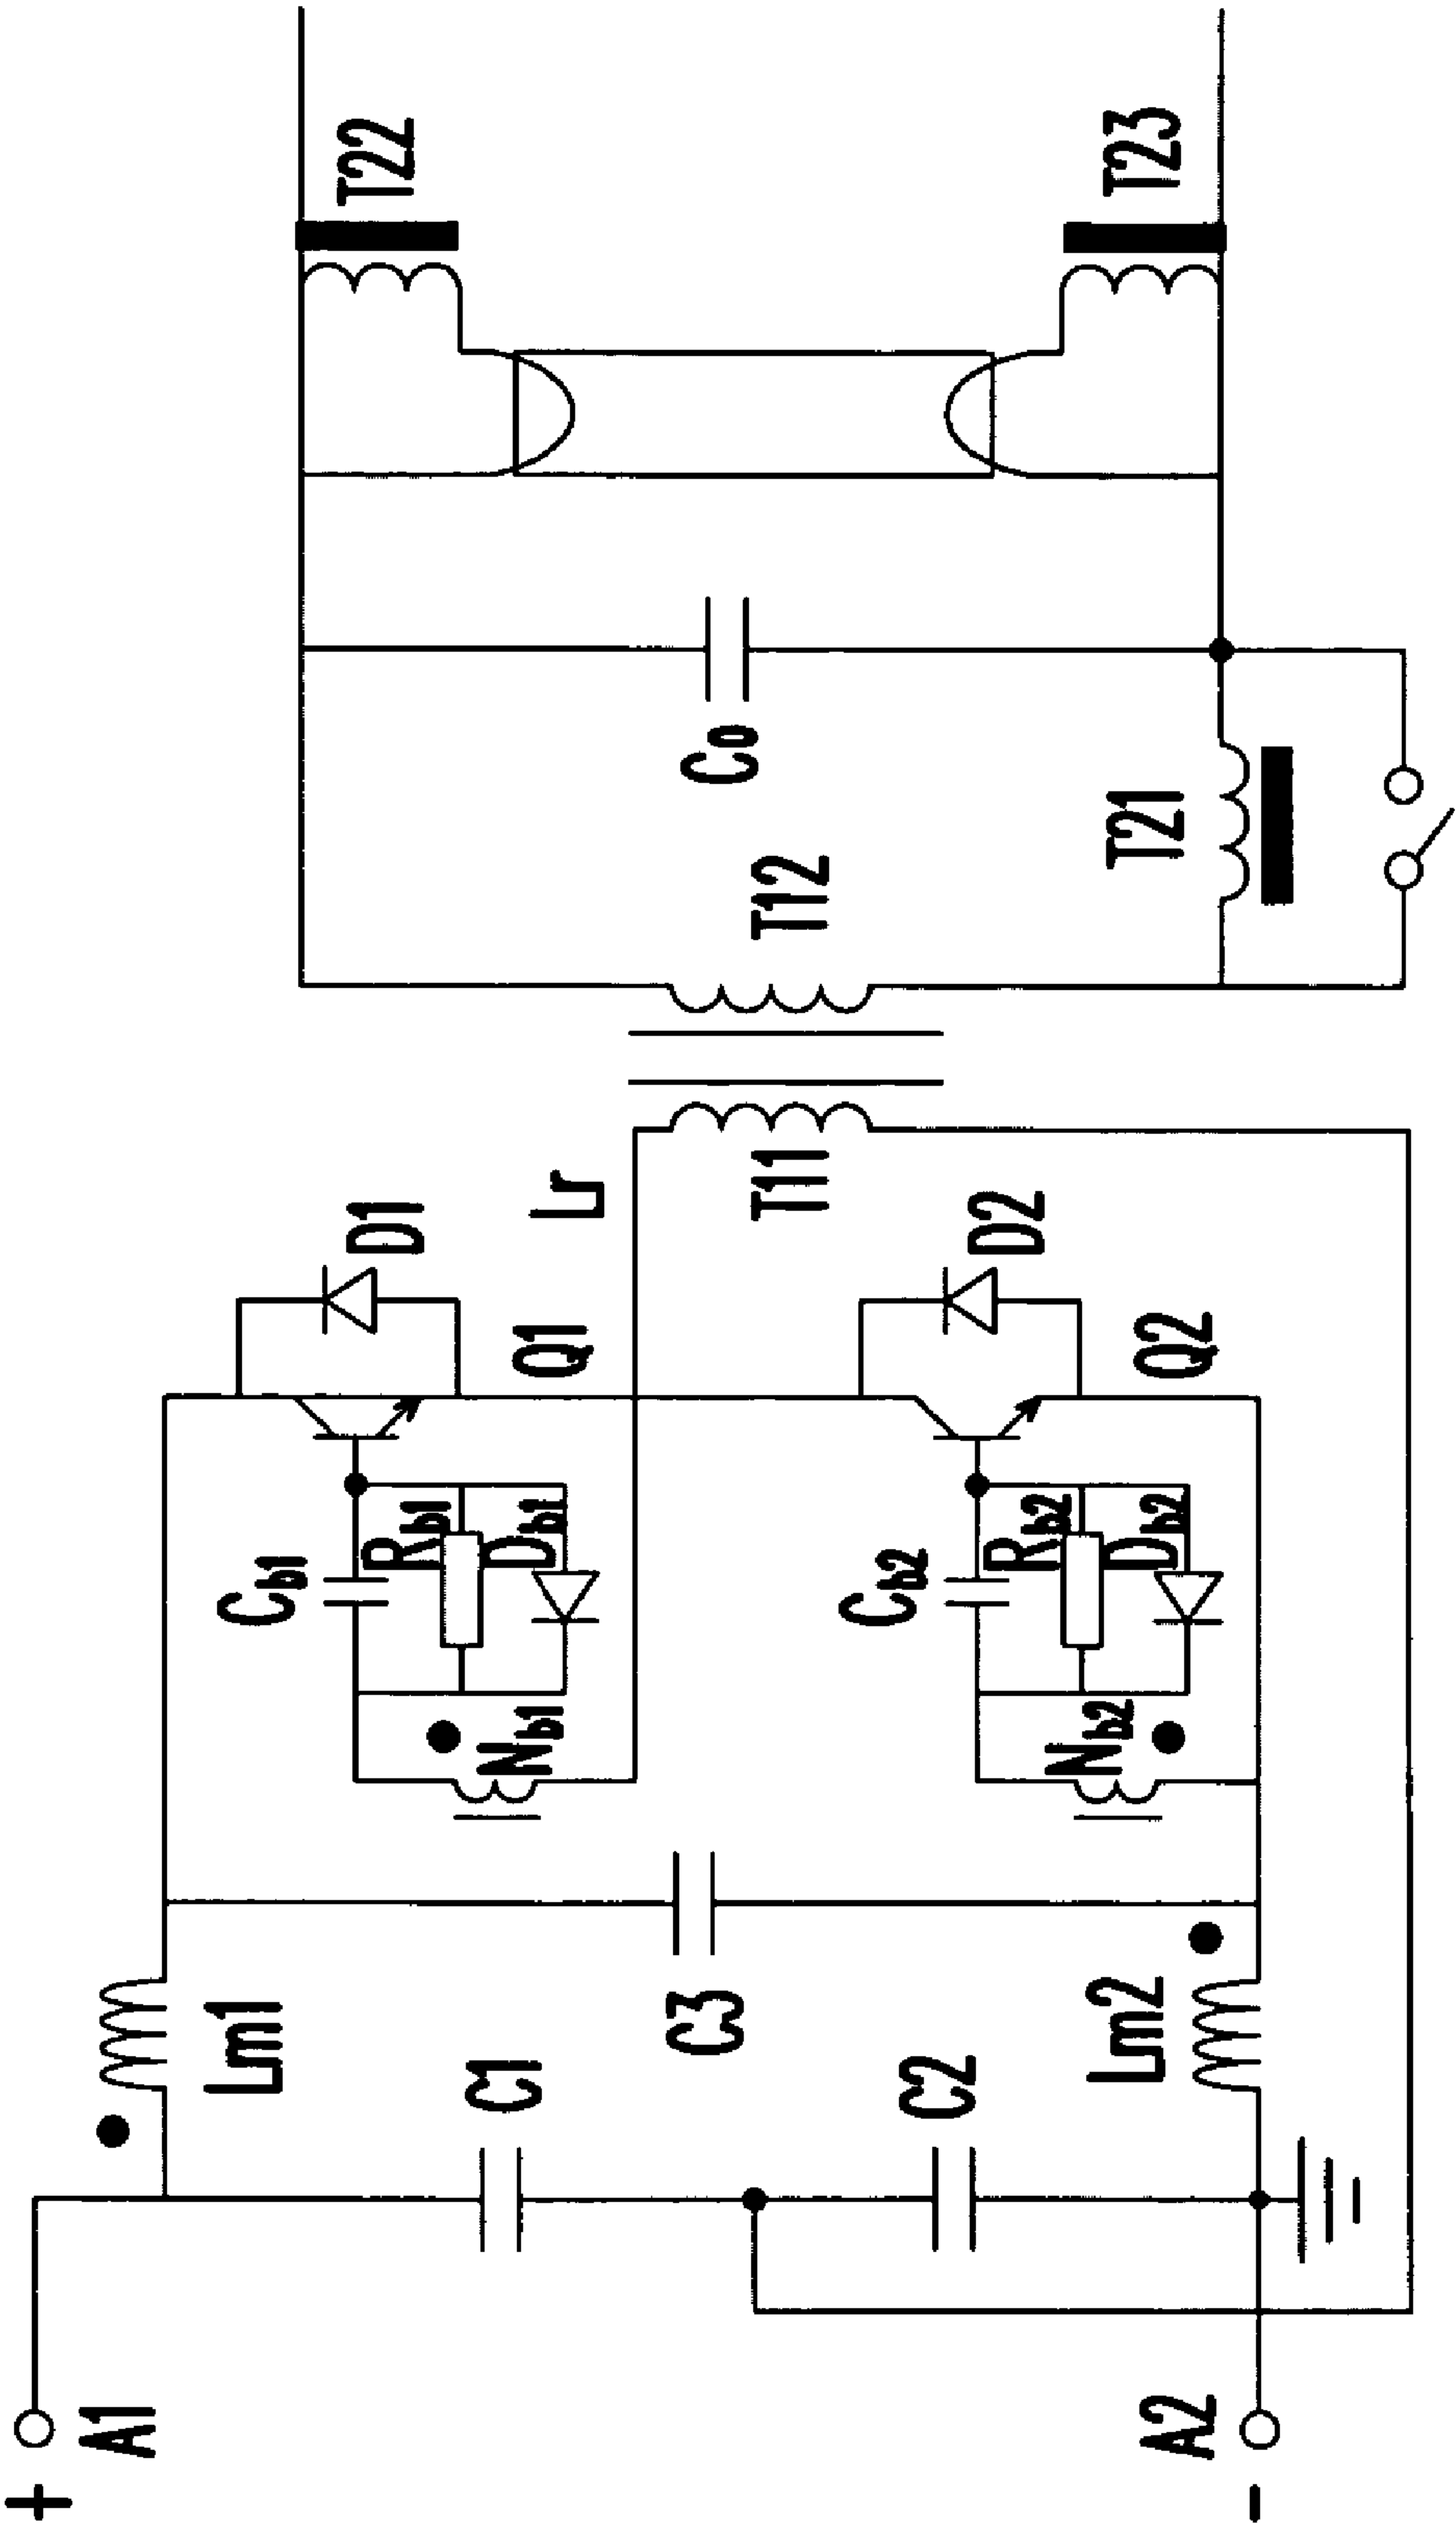 +
A1
Lm1
C1
C3
C2
Lm2
A2
-
Cb1
Rb1
Db1
Nb1
Q1
D1
Lr
Cb2
Rb2
Db2
Nb2
Q2
D2
T11
T12
T21
Co
T22
T23